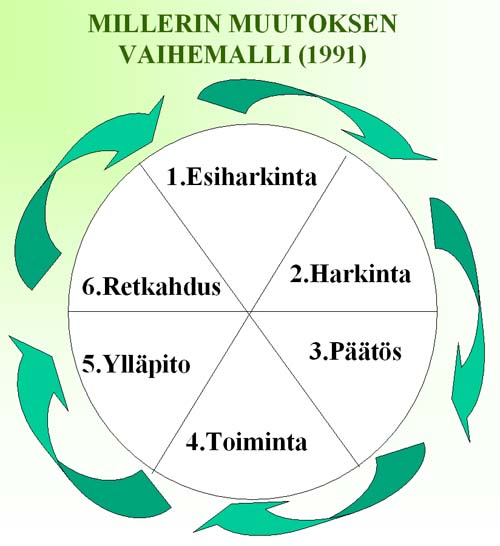 MILLERIN MUUTOKSEN
VAIHEMALLI (1991)
1.Esiharkinta
2.Harkinta
3.Päätös
4.Toiminta
5.Ylläpito
6.Retkahdus